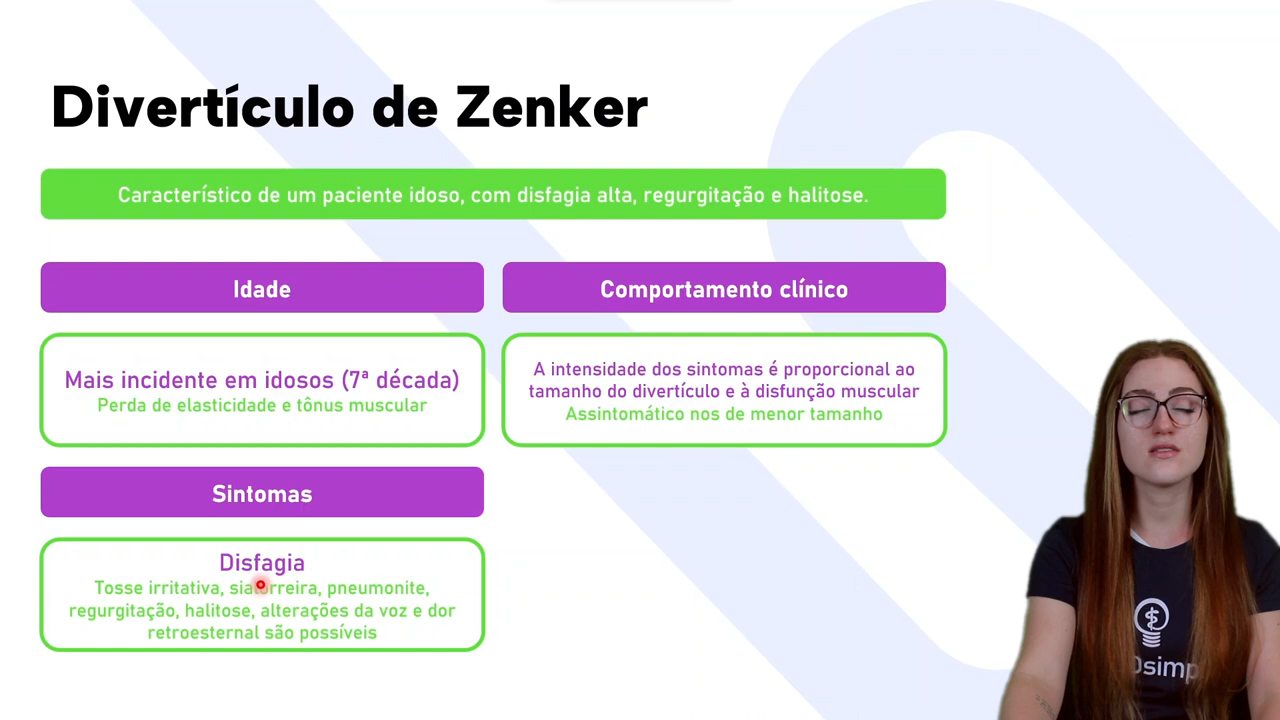 Divertículo de Zenker
Característico de um paciente idoso, com disfagia alta, regurgitação e halitose.
Idade
Comportamento clínico
Mais incidente em idosos (7ª década)
Perda de elasticidade e tônus muscular
A intensidade dos sintomas é proporcional ao
tamanho do divertículo e à disfunção muscular
Assintomático nos de menor tamanho
Sintomas
Disfagia
Tosse irritativa, sialorreira, pneumonite,
regurgitação, halitose, alterações da voz e dor
retroesternal são possíveis